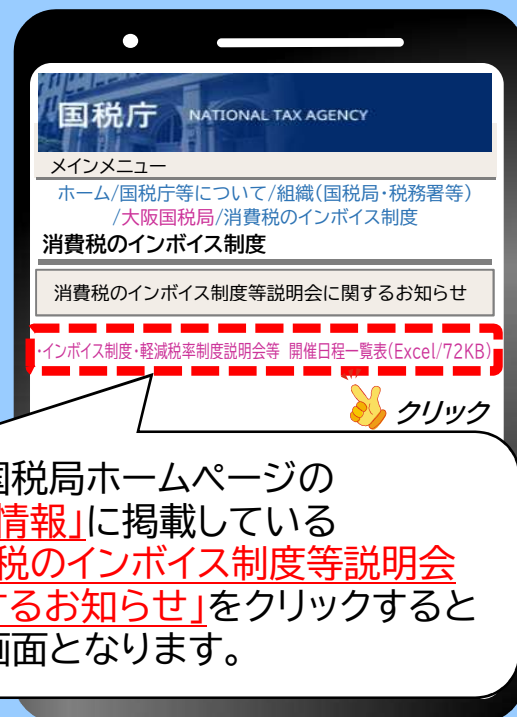 国税庁 NATIONAL TAX AGENCY
メインメニュー
ホーム/国税庁等について/組織(国税局・税務署等)
/大阪国税局/消費税のインボイス制度
消費税のインボイス制度
消費税のインボイス制度等説明会に関するお知らせ
・インボイス制度・軽減税率制度説明会等 開催日程一覧表(Excel/72KB)
クリック
国税局ホームページの
情報」に掲載している
税のインボイス制度等説明会
するお知らせ」をクリックすると
画面となります。